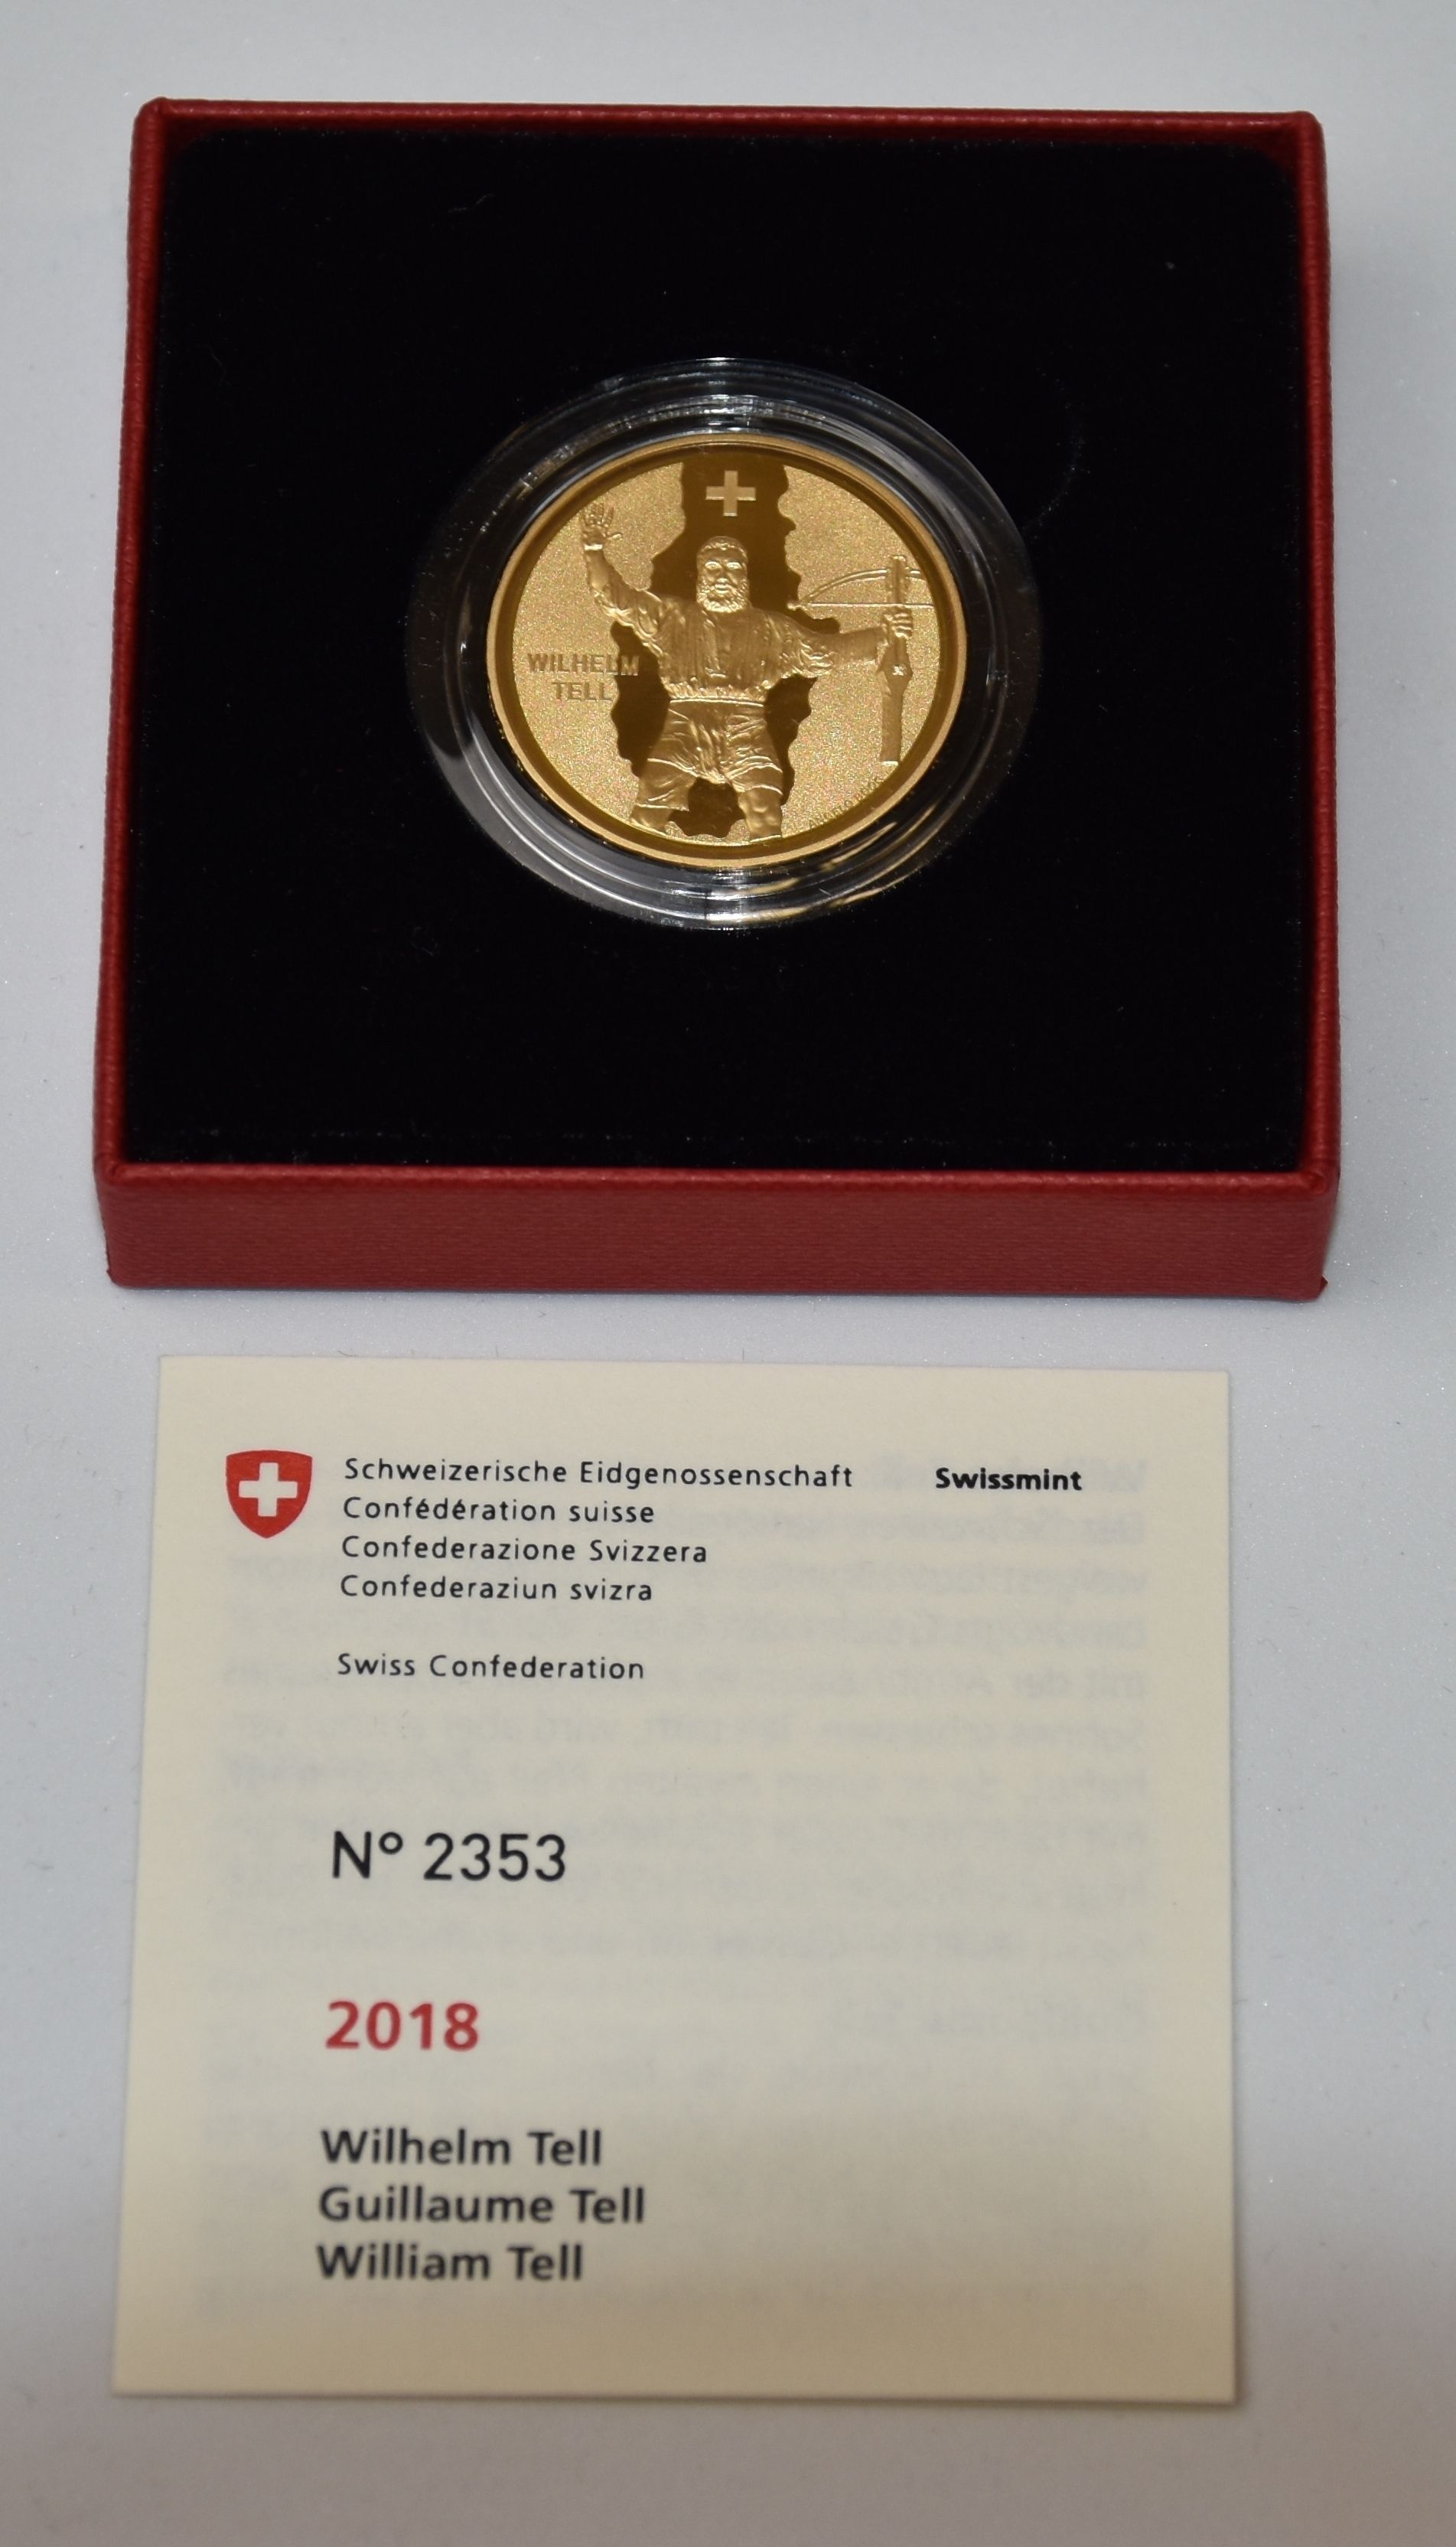 WILHELM
TELL
Schweizerische Eidgenossenschaft
Swissmint
Confédération suisse
Confederazione Svizzera
Confederaziun svizra
Swiss Confederation
N° 2353
2018
Wilhelm Tell
Guillaume Tell
William Tell